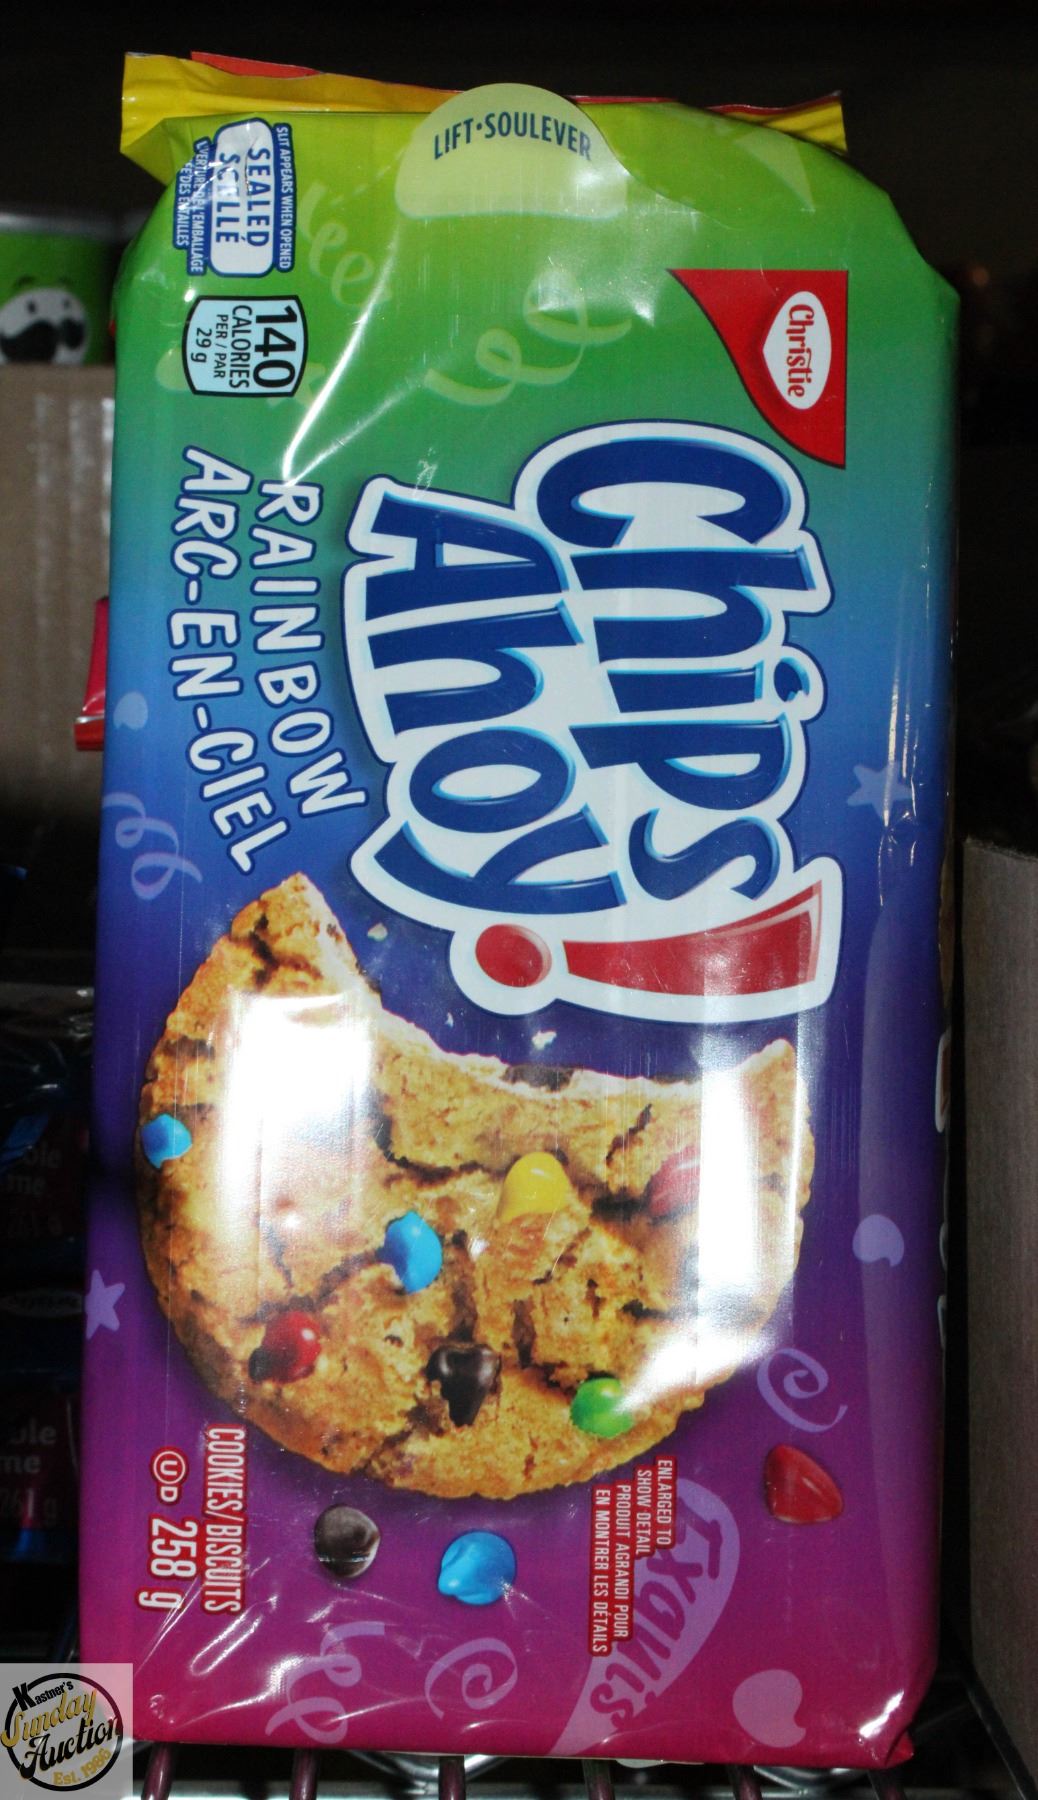 LIFT•SOULEVER
SLIT APPEARS WHEN OPENED
SEALED
SCELLÉ
140
CALORIES
PER / PAR
29 g
Christie
Chips
Ahoy!
RAINBOW
ARC-EN-CIEL
ENLARGED TO
SHOW DETAIL
PRODUIT AGRANDI POUR
EN MONTRER LES DÉTAILS
COOKIES/BISCUITS
U D 258 g
Kastner's
Sunday
Auction
Est. 1986